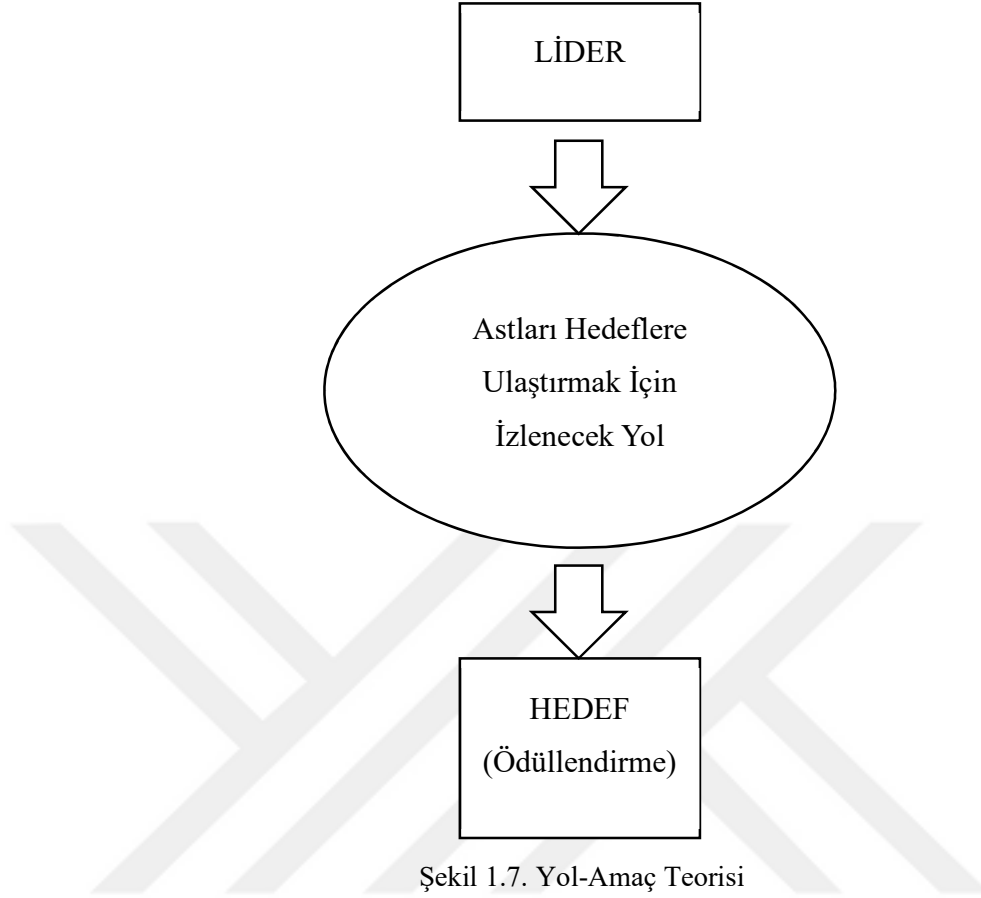 LİDER
Astları Hedeflere
Ulaştırmak İçin
İzlenecek Yol
HEDEF
(Ödüllendirme)
Şekil 1.7. Yol-Amaç Teorisi